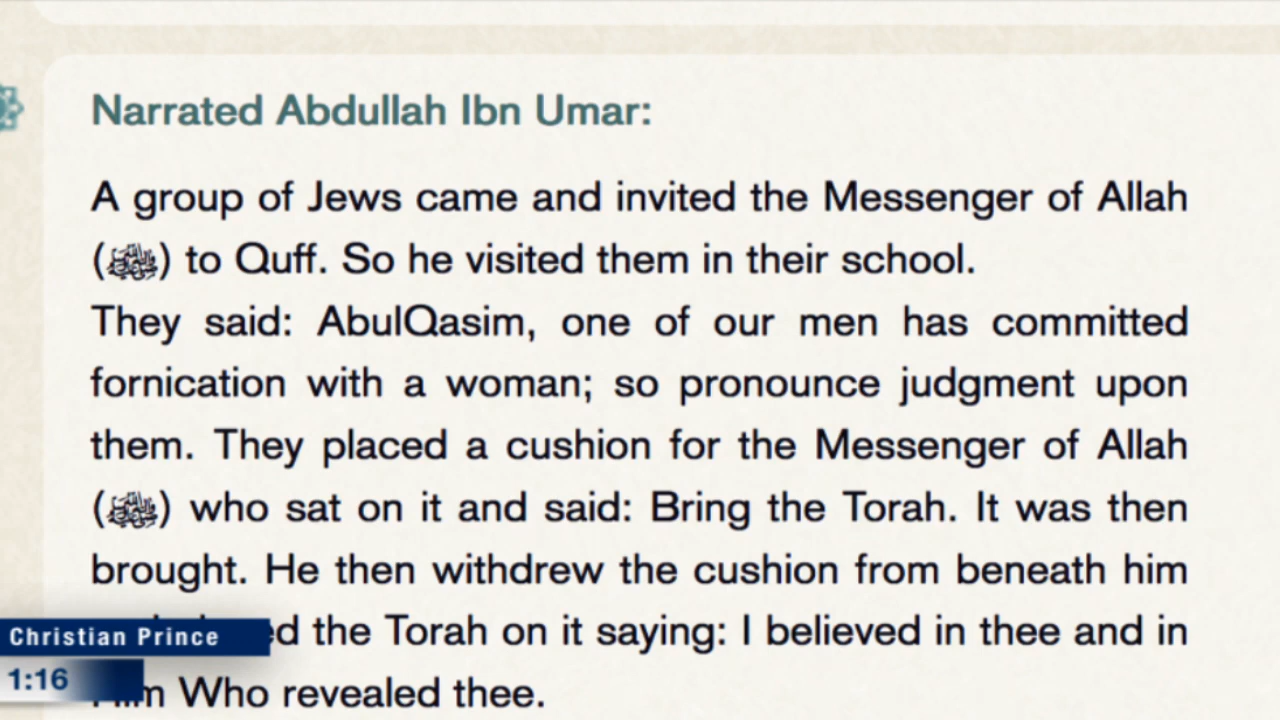 Narrated Abdullah Ibn Umar:
A group of Jews came and invited the Messenger of Allah
(ﷺ) to Quff. So he visited them in their school.
They said: AbulQasim, one of our men has committed
fornication with a woman; so pronounce judgment upon
them. They placed a cushion for the Messenger of Allah
(ﷺ) who sat on it and said: Bring the Torah. It was then
brought. He then withdrew the cushion from beneath him
the Torah on it saying: I believed in thee and in
Who revealed thee.
Christian Prince
1:16